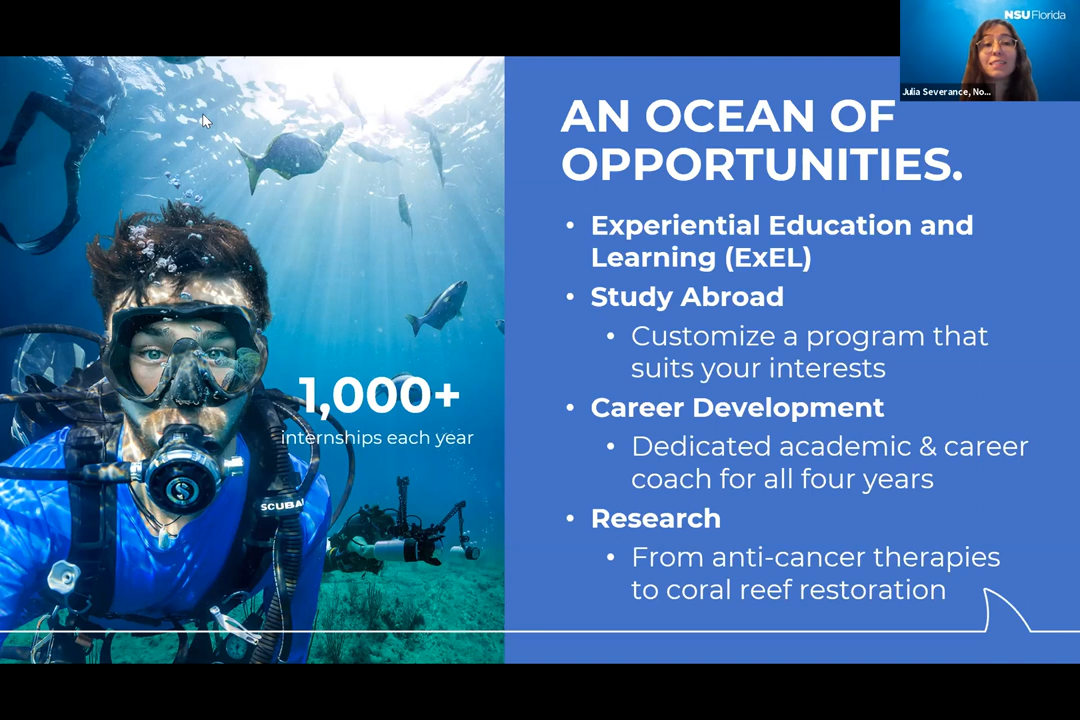 NSU Florida
Julia Severance, No...
AN OCEAN OF
OPPORTUNITIES.
• Experiential Education and
Learning (ExEL)
• Study Abroad
• Customize a program that
suits your interests
• Career Development
• Dedicated academic & career
coach for all four years
• Research
• From anti-cancer therapies
to coral reef restoration
1,000+
internships each year
SCUBA